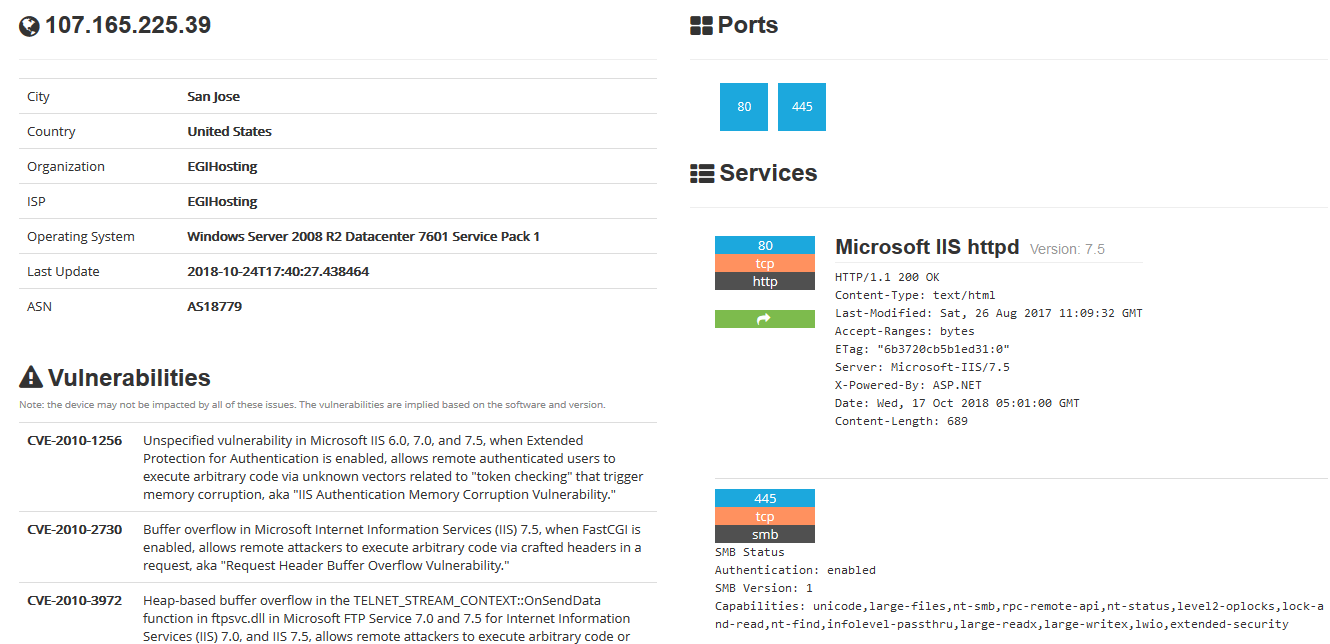 107.165.225.39
City San Jose
Country United States
Organization EGIHosting
ISP EGIHosting
Operating System Windows Server 2008 R2 Datacenter 7601 Service Pack 1
Last Update 2018-10-24T17:40:27.438464
ASN AS18779
Vulnerabilities
Note: the device may not be impacted by all of these issues. The vulnerabilities are implied based on the software and version.
CVE-2010-1256 Unspecified vulnerability in Microsoft IIS 6.0, 7.0, and 7.5, when Extended
Protection for Authentication is enabled, allows remote authenticated users to
execute arbitrary code via unknown vectors related to "token checking" that trigger
memory corruption, aka "IIS Authentication Memory Corruption Vulnerability."
CVE-2010-2730 Buffer overflow in Microsoft Internet Information Services (IIS) 7.5, when FastCGI is
enabled, allows remote attackers to execute arbitrary code via crafted headers in a
request, aka "Request Header Buffer Overflow Vulnerability."
CVE-2010-3972 Heap-based buffer overflow in the TELNET_STREAM_CONTEXT::OnSendData
function in ftpsvc.dll in Microsoft FTP Service 7.0 and 7.5 for Internet Information
Services (IIS) 7.0, and IIS 7.5, allows remote attackers to execute arbitrary code or
Ports
80 445
Services
80
tcp
http
Microsoft IIS httpd Version: 7.5
HTTP/1.1 200 OK
Content-Type: text/html
Last-Modified: Sat, 26 Aug 2017 11:09:32 GMT
Accept-Ranges: bytes
ETag: "6b3720cb5b1ed31:0"
Server: Microsoft-IIS/7.5
X-Powered-By: ASP.NET
Date: Wed, 17 Oct 2018 05:01:00 GMT
Content-Length: 689
445
tcp
smb
SMB Status
Authentication: enabled
SMB Version: 1
Capabilities: unicode,large-files,nt-smb,rpc-remote-api,nt-status,level2-oplocks,lock-a
nd-read,nt-find,infolevel-passthru,large-readx,large-writex,lwio,extended-security